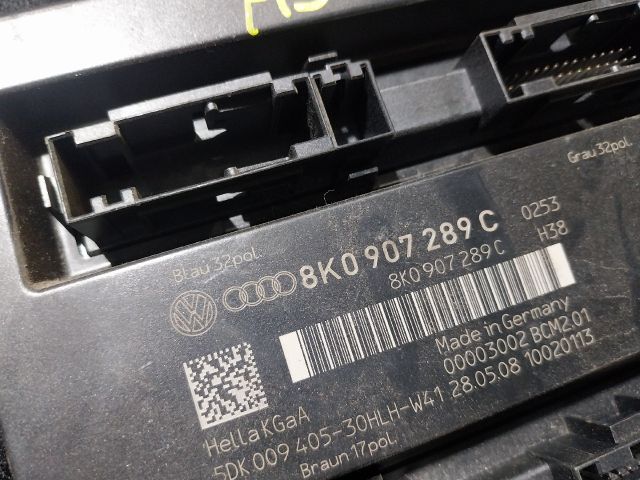 A5
Grau 32pol.
Blau 32pol.
8K0 907 289 C 0253
8K0 907 289 C H38
Made in Germany
00003002 BCM2.01
Hella KGaA
5DK 009 405-30HLH-W41 28.05.08 10020113
Braun 17pol.